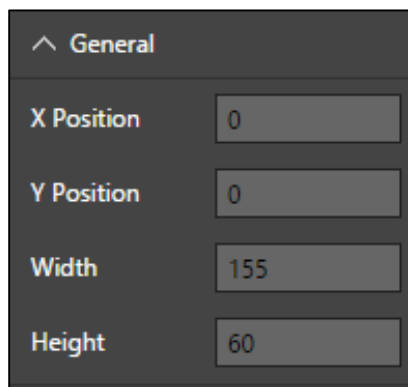 General
X Position 0
Y Position 0
Width 155
Height 60